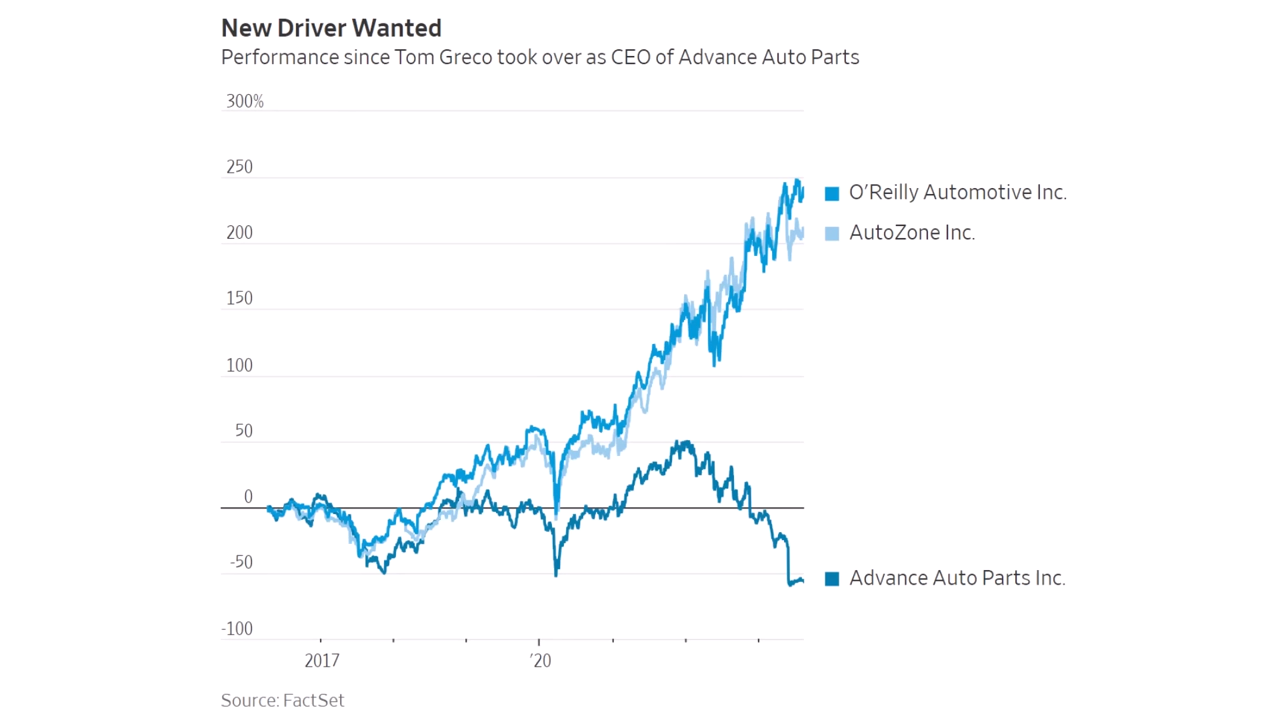 New Driver Wanted
Performance since Tom Greco took over as CEO of Advance Auto Parts
300%
250
200
150
100
50
0
-50
-100
O’Reilly Automotive Inc.
AutoZone Inc.
Advance Auto Parts Inc.
2017
’20
Source: FactSet